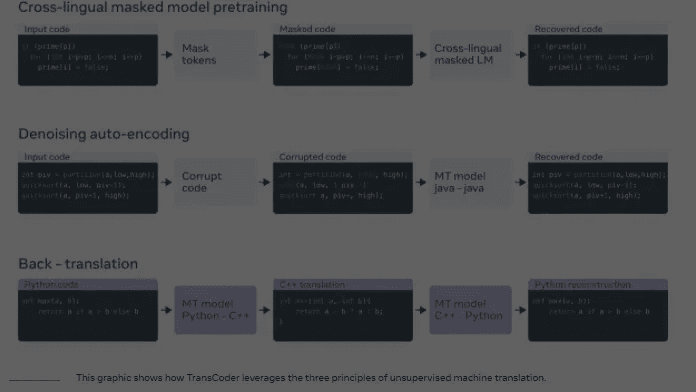 Cross-lingual masked model pretraining
Input code
Masked code
Recovered code
if (prime[p])
prime[i] = false;
Mask
tokens
(prime[p])
= false;
Cross-lingual
masked LM
if (prime[p])
prime[i] = false;
Denoising auto-encoding
Input code
Corrupted code
Recovered code
int piv = partition(a,low,high);
quicksort(a, low, piv-1);
quicksort(a, piv+1, high);
Corrupt
code
MT model
java - java
int piv = partition(a,low,high);
quicksort(a, low, piv-1);
quicksort(a, piv+1, high);
Back - translation
Python code
C++ translation
Python reconstruction
def max(a, b):
return a if a > b else b
MT model
Python - C++
MT model
C++ - Python
def max(a, b):
return a if a > b else b
This graphic shows how TransCoder leverages the three principles of unsupervised machine translation.